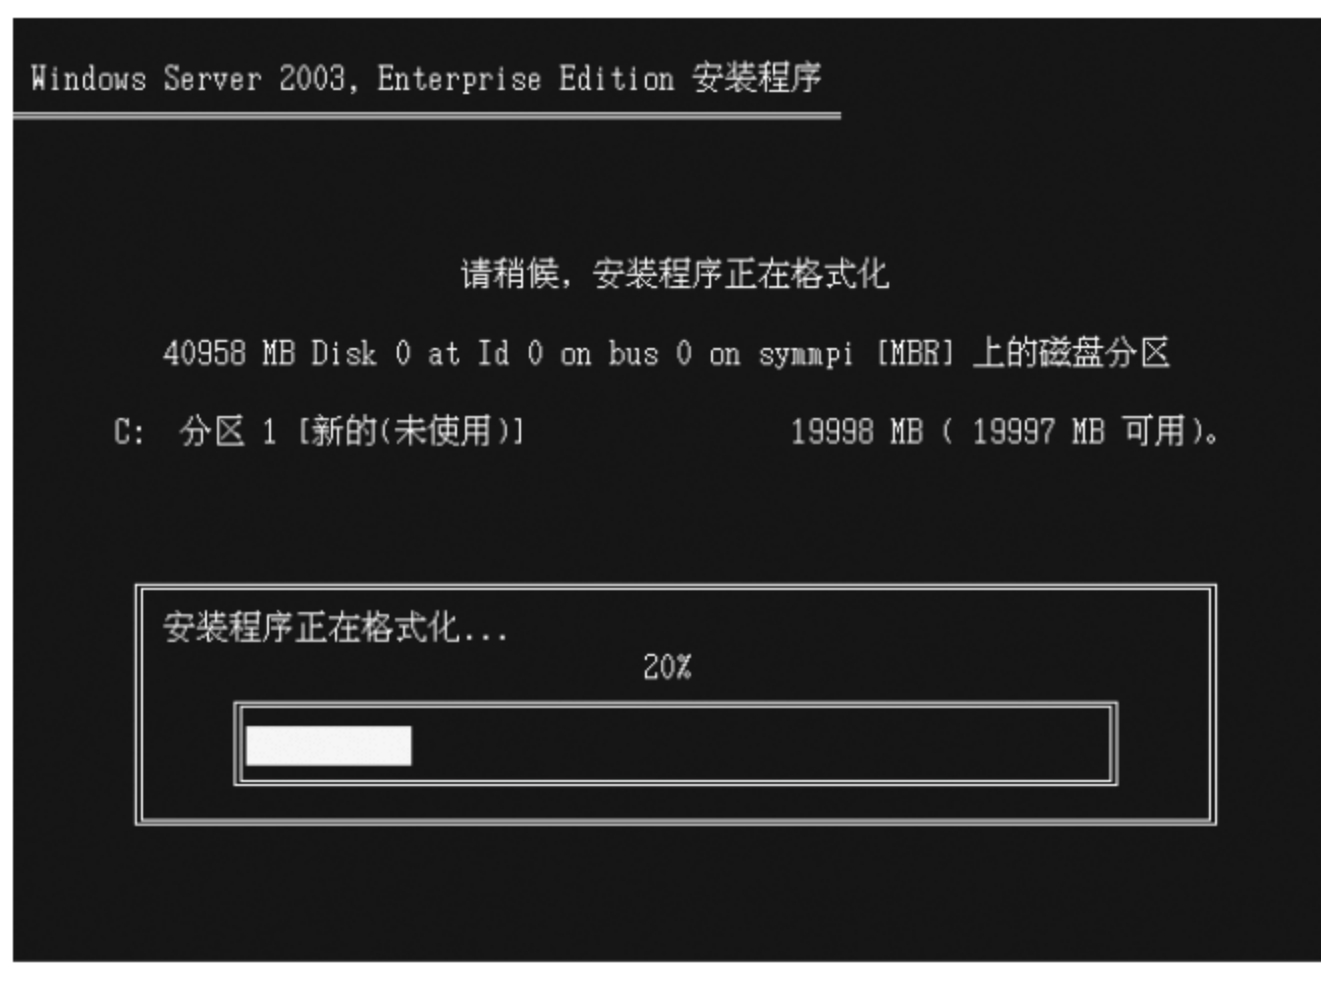 Windows Server 2003, Enterprise Edition 安装程序
请稍候，安装程序正在格式化
40958 MB Disk 0 at Id 0 on bus 0 on symmpi [MBR] 上的磁盘分区
C: 分区 1 [新的(未使用)] 19998 MB ( 19997 MB 可用)。
安装程序正在格式化...
20%